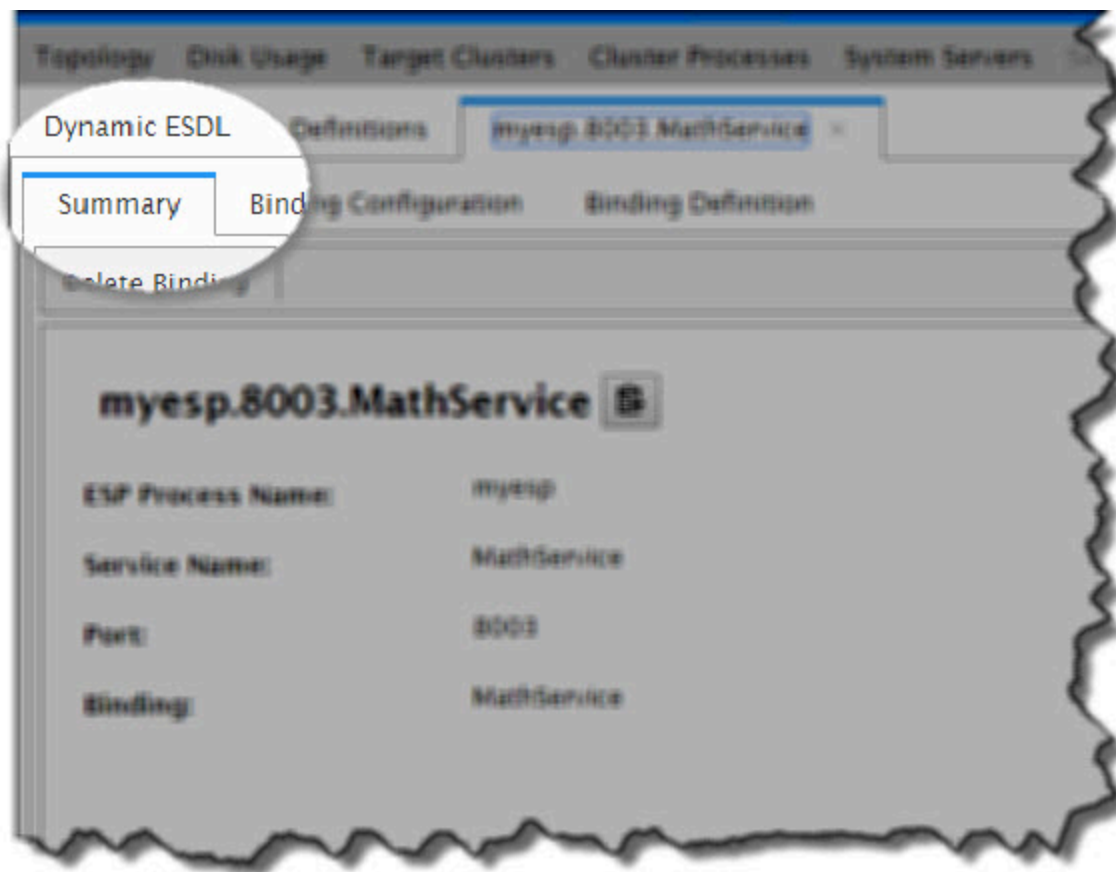 Topology Disk Usage Target Clusters Cluster Processes System Servers
Dynamic ESDL Definitions myesp.8003.MathService ×
Summary Binding Configuration Binding Definition
Delete Binding
myesp.8003.MathService
ESP Process Name: myesp
Service Name: MathService
Port: 8003
Binding: MathService